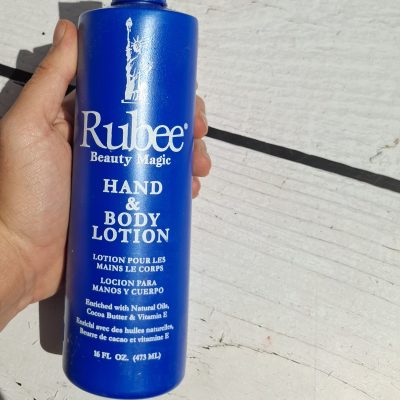 Rubee®
Beauty Magic
HAND
&
BODY
LOTION
LOTION POUR LES
MAINS LE CORPS
LOCION PARA
MANOS Y CUERPO
Enriched with Natural Oils,
Cocoa Butter & Vitamin E
Enrichi avec des huiles naturelles,
Beurre de cacao et vitamine E
16 FL OZ. (473 ML)